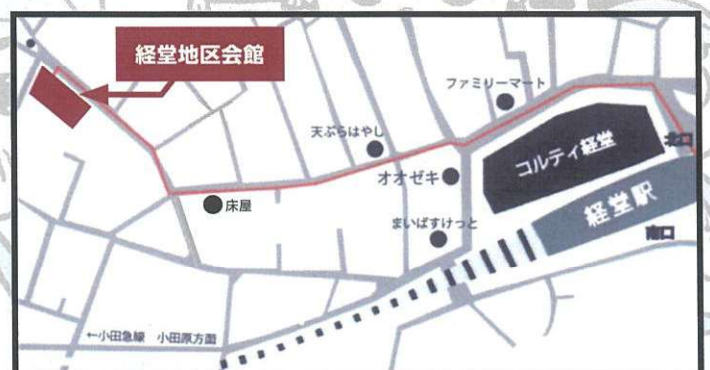 経堂地区会館
ファミリーマート
天ぷらはやし
コルティ経堂
北口
オオゼキ
床屋
まいばすけっと
経堂駅
南口
←小田急線 小田原方面